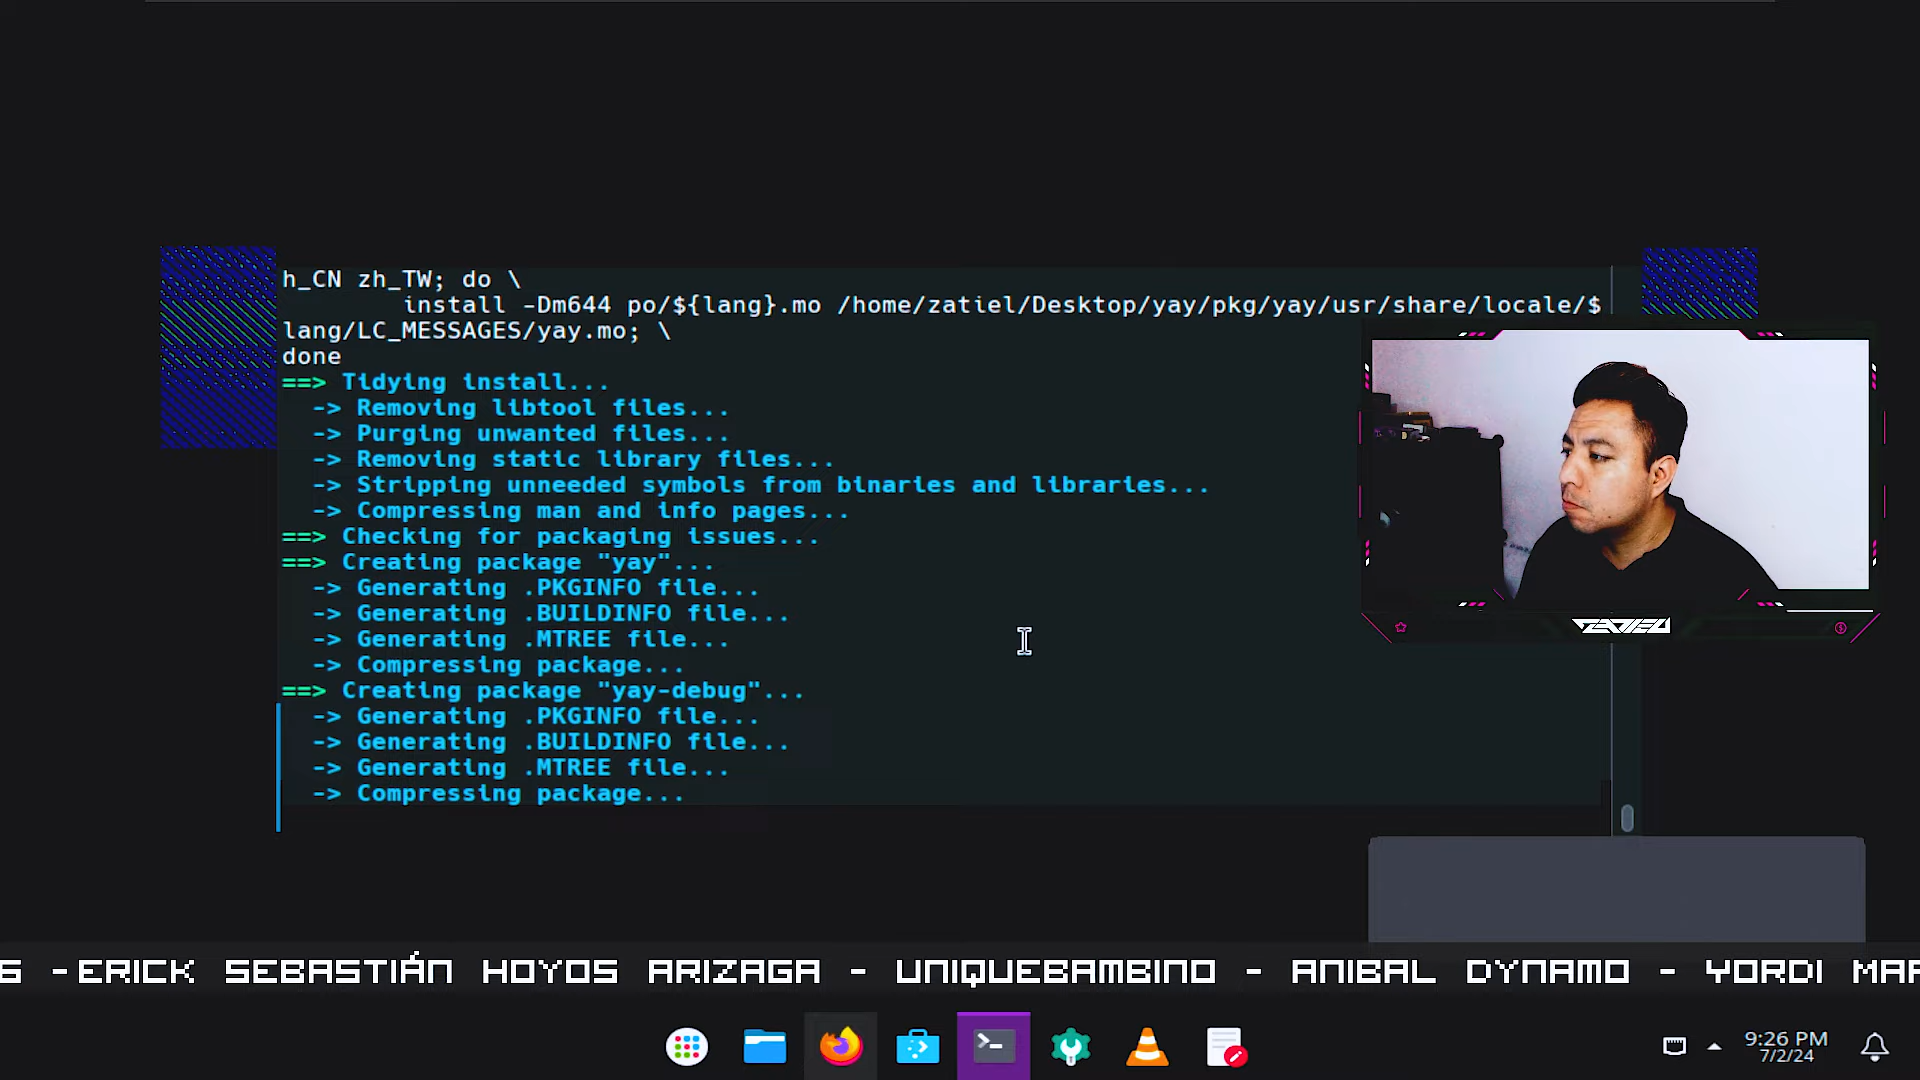 h_CN zh_TW; do \
install -Dm644 po/${lang}.mo /home/zatiel/Desktop/yay/pkg/yay/usr/share/locale/$
lang/LC_MESSAGES/yay.mo; \
done
==> Tidying install...
-> Removing libtool files...
-> Purging unwanted files...
-> Removing static library files...
-> Stripping unneeded symbols from binaries and libraries...
-> Compressing man and info pages...
==> Checking for packaging issues...
==> Creating package "yay"...
-> Generating .PKGINFO file...
-> Generating .BUILDINFO file...
-> Generating .MTREE file...
-> Compressing package...
==> Creating package "yay-debug"...
-> Generating .PKGINFO file...
-> Generating .BUILDINFO file...
-> Generating .MTREE file...
-> Compressing package...
- ERICK SEBASTIÁN HOYOS ARIZAGA - UNIQUEBAMBINO - ANIBAL DYNAMO - YORDI
9:26 PM
7/2/24